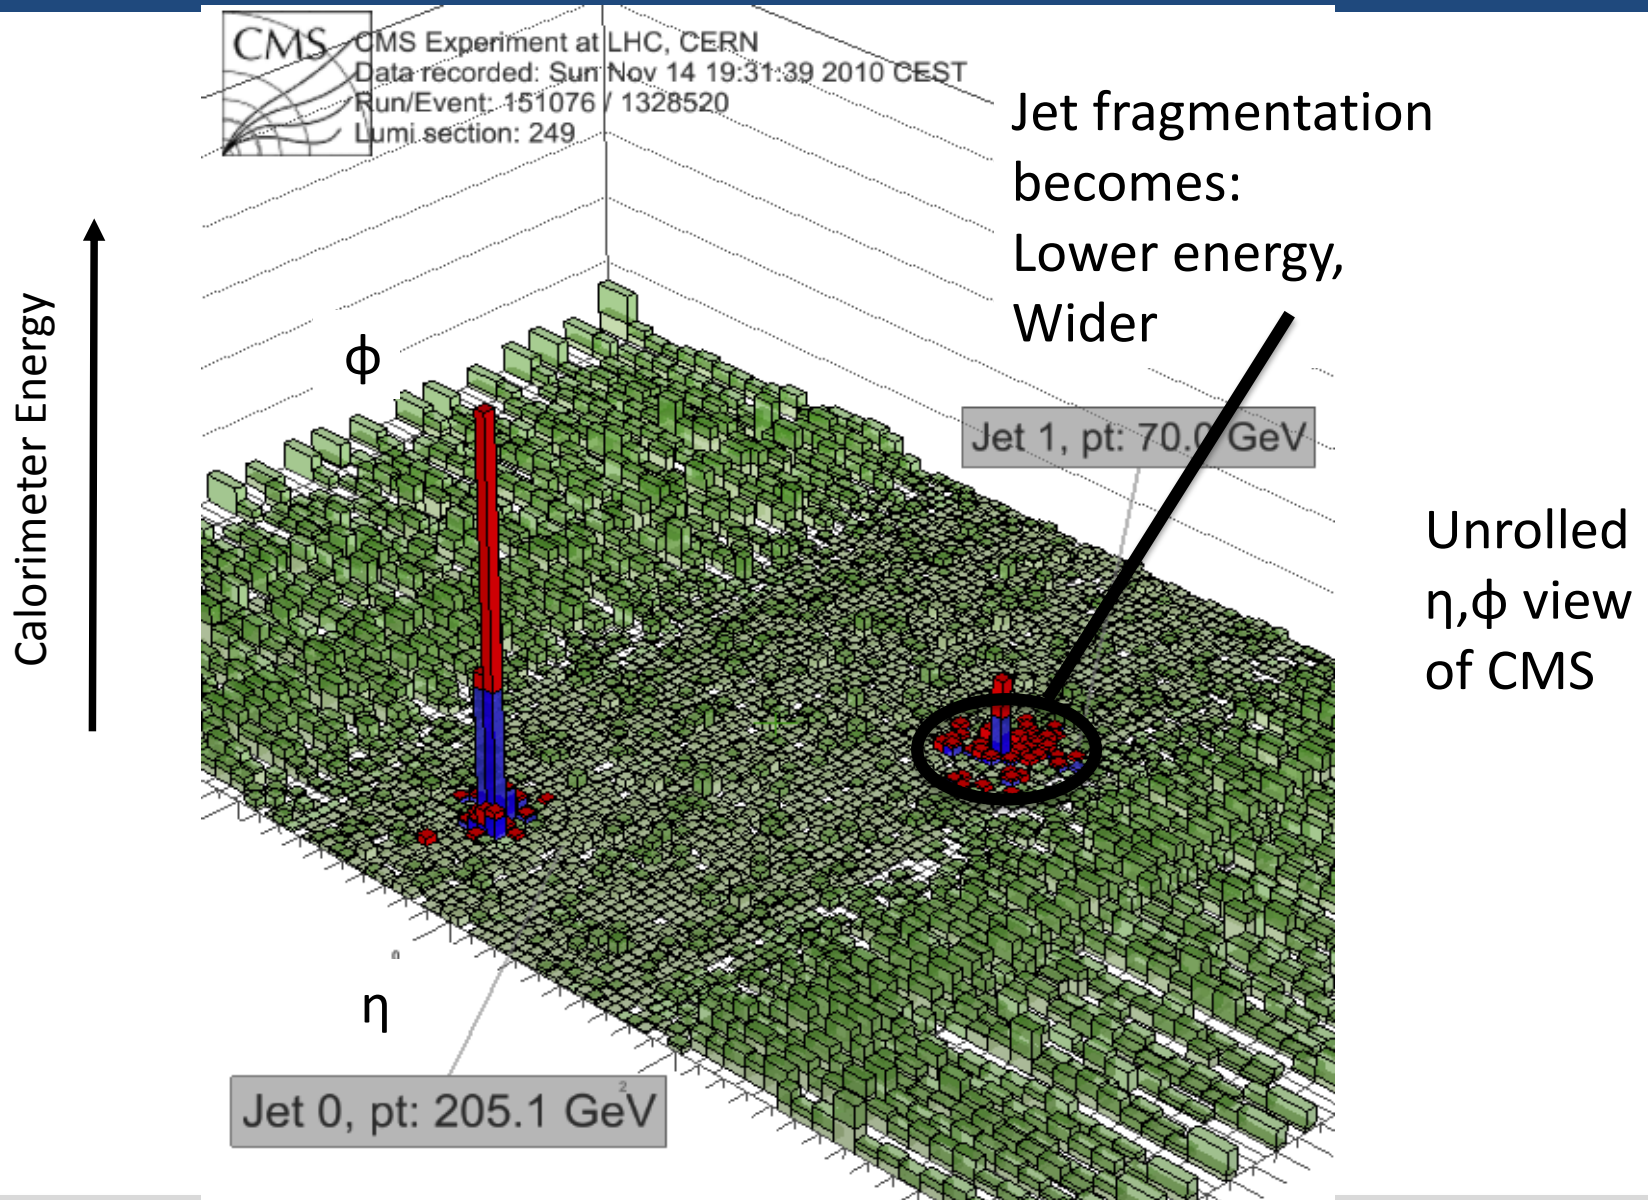 CMS
CMS Experiment at LHC, CERN
Data recorded: Sun Nov 14 19:31:39 2010 CEST
Run/Event: 151076 / 1328520
Lumi section: 249
Jet fragmentation
becomes:
Lower energy,
Wider
Calorimeter Energy
ϕ
Jet 1, pt: 70.0 GeV
Unrolled
η,ϕ view
of CMS
0
η
2
Jet 0, pt: 205.1 GeV